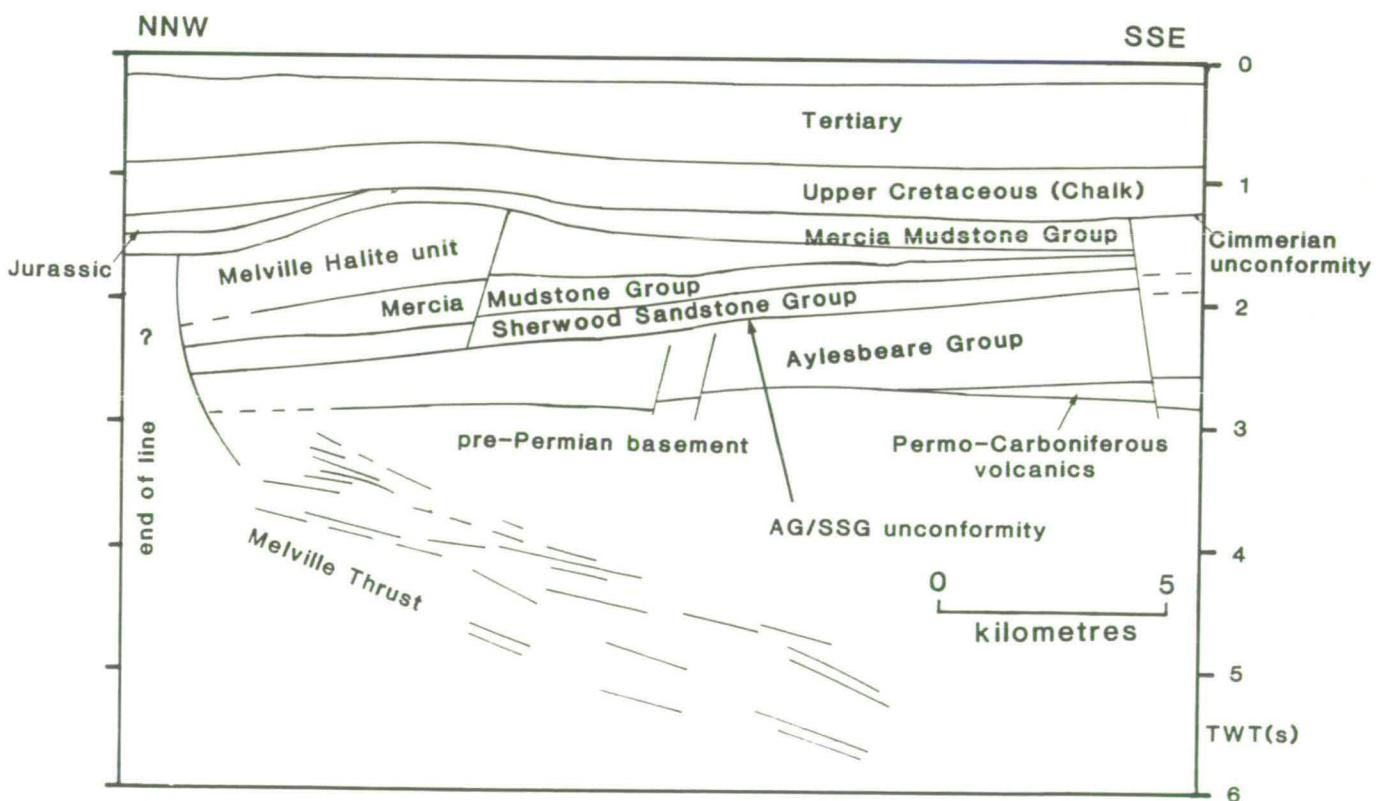 NNW
SSE
0
Tertiary
1
Upper Cretaceous (Chalk)
Mercia Mudstone Group
Cimmerian
unconformity
Jurassic
Melville Halite unit
Mercia
Mudstone Group
Sherwood Sandstone Group
2
?
Aylesbeare Group
3
pre-Permian basement
Permo-Carboniferous
volcanics
end of line
AG/SSG unconformity
4
Melville Thrust
0
5
kilometres
5
TWT(s)
6